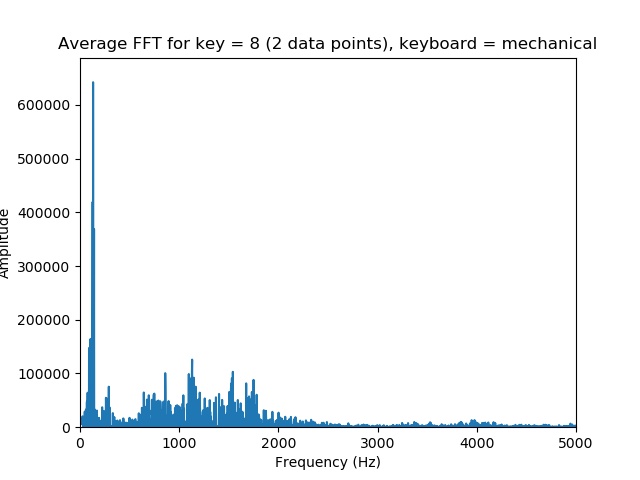 Average FFT for key = 8 (2 data points), keyboard = mechanical
600000
500000
400000
300000
200000
100000
0
Amplitude
0 1000 2000 3000 4000 5000
Frequency (Hz)